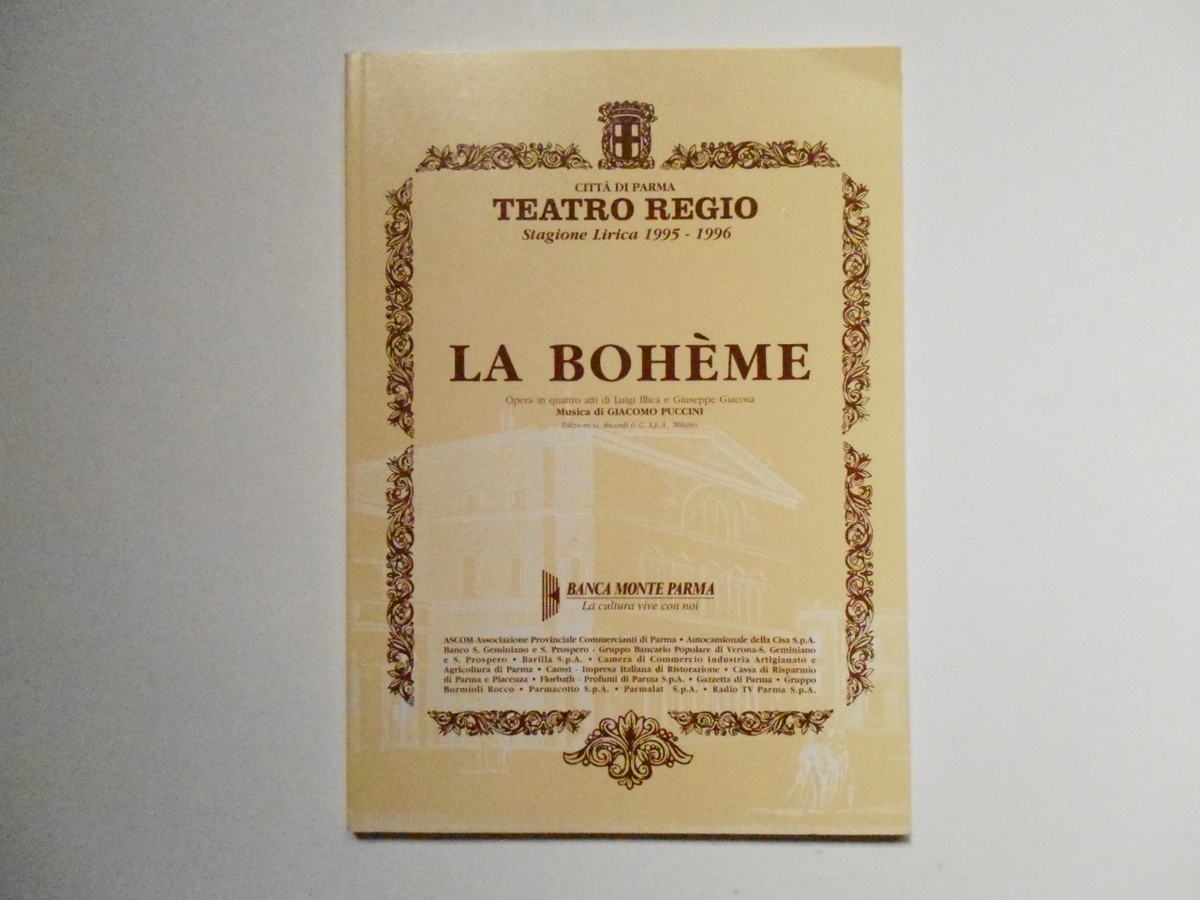 CITTÀ DI PARMA
TEATRO REGIO
Stagione Lirica 1995 - 1996
LA BOHÈME
Opera in quattro atti di Luigi Illica e Giuseppe Giacosa
Musica di GIACOMO PUCCINI
Edizioni G. Ricordi & C. S.p.A., Milano
BANCA MONTE PARMA
La cultura vive con noi
ASCOM-Associazione Provinciale Commercianti di Parma • Autocamionale della Cisa S.p.A.
Banco S. Geminiano e S. Prospero - Gruppo Bancario Popolare di Verona-S. Geminiano
e S. Prospero • Barilla S.p.A. • Camera di Commercio Industria Artigianato e
Agricoltura di Parma • Camst - Impresa Italiana di Ristorazione • Cassa di Risparmio
di Parma e Piacenza • Florbath - Profumi di Parma S.p.A. • Gazzetta di Parma • Gruppo
Bormioli Rocco • Parmacotto S.p.A. • Parmalat S.p.A. • Radio TV Parma S.p.A.